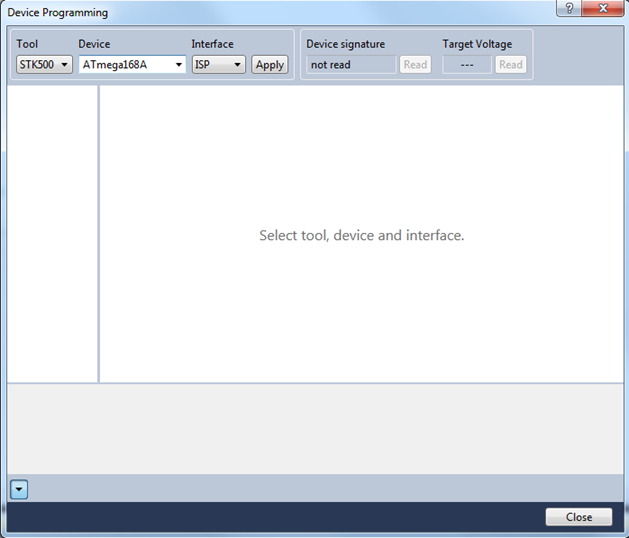 Device Programming
?
Tool Device Interface Device signature Target Voltage
STK500 ATmega168A ISP Apply not read Read --- Read
Select tool, device and interface.
Close